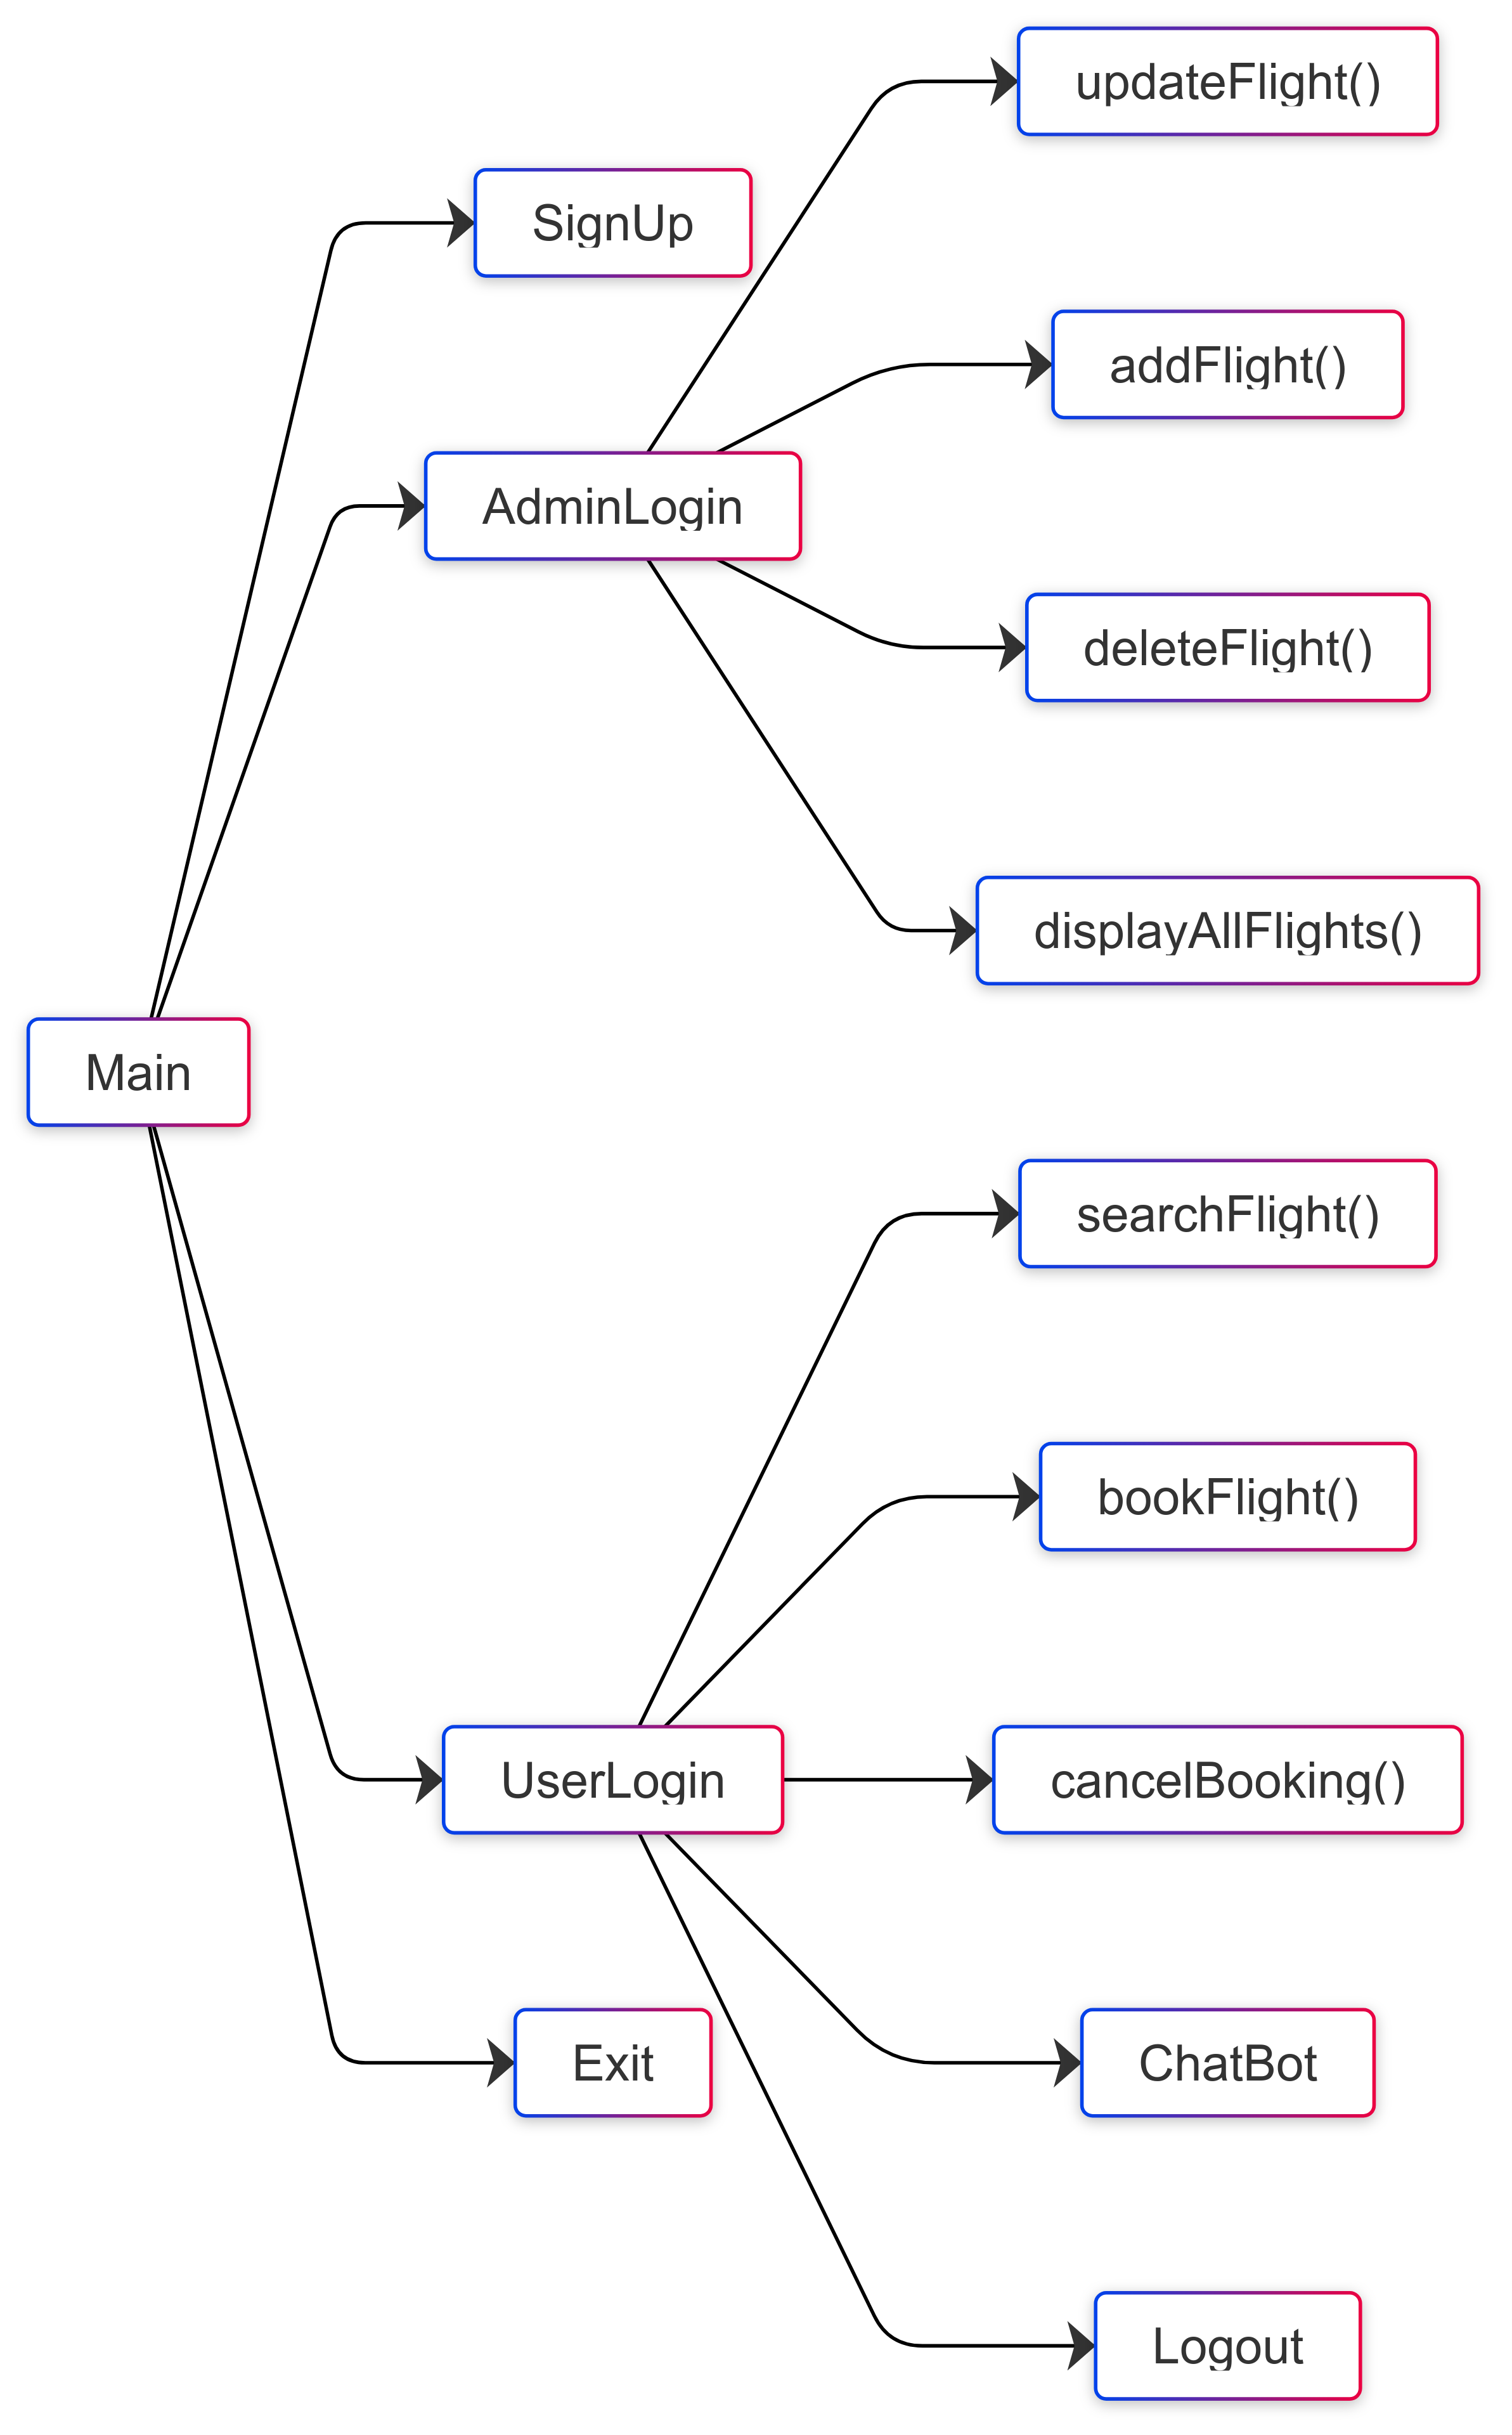 updateFlight()
SignUp
addFlight()
AdminLogin
deleteFlight()
displayAllFlights()
Main
searchFlight()
bookFlight()
UserLogin
cancelBooking()
Exit
ChatBot
Logout